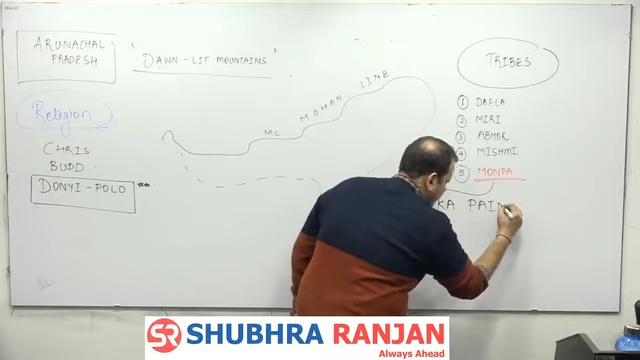 ARUNACHAL
PRADESH
"DAWN-LIT MOUNTAINS"
Religion
CHRIS
BUDD.
DONYI-POLO **
MC MOHAN LINE
TRIBES
1 DAFLA
2 MIRI
3 ABHOR
4 MISHMI
5 MONPA
KA PAIN
SR SHUBHRA RANJAN
Always Ahead